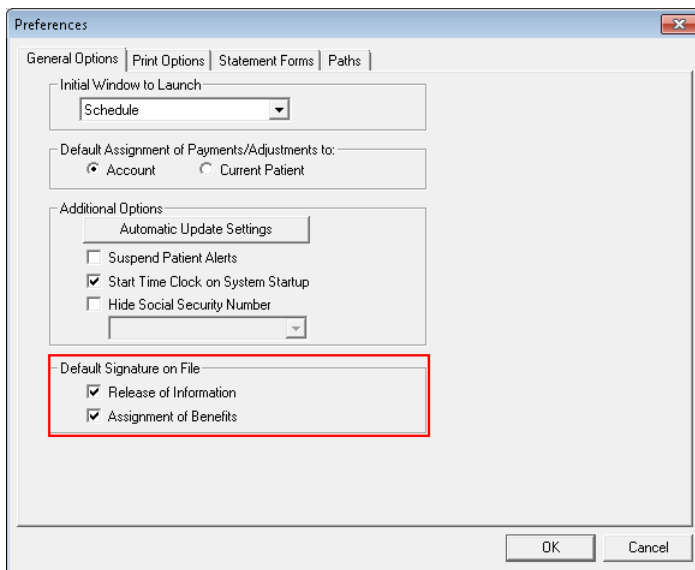 Preferences
General Options Print Options Statement Forms Paths
Initial Window to Launch
Schedule
Default Assignment of Payments/Adjustments to:
Account Current Patient
Additional Options
Automatic Update Settings
Suspend Patient Alerts
Start Time Clock on System Startup
Hide Social Security Number
Default Signature on File
Release of Information
Assignment of Benefits
OK Cancel